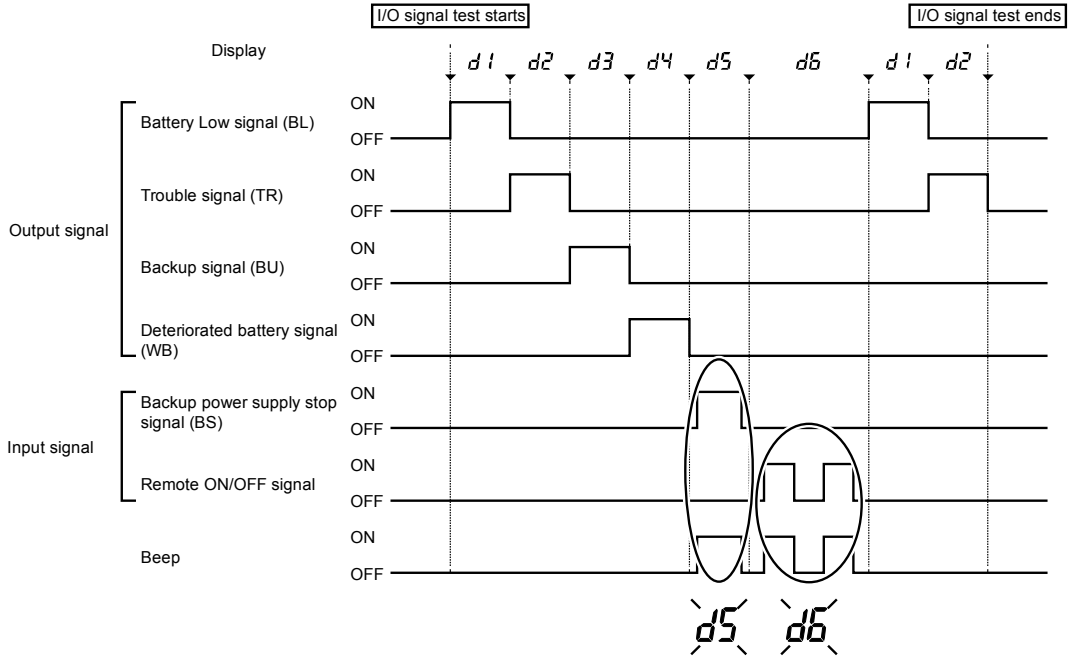 I/O signal test starts
I/O signal test ends
Display
d1 d2 d3 d4 d5 d6 d1 d2
Output signal
Battery Low signal (BL)
ON
OFF
Trouble signal (TR)
ON
OFF
Backup signal (BU)
ON
OFF
Deteriorated battery signal
(WB)
ON
OFF
Input signal
Backup power supply stop
signal (BS)
ON
OFF
Remote ON/OFF signal
ON
OFF
Beep
ON
OFF
d5 d6